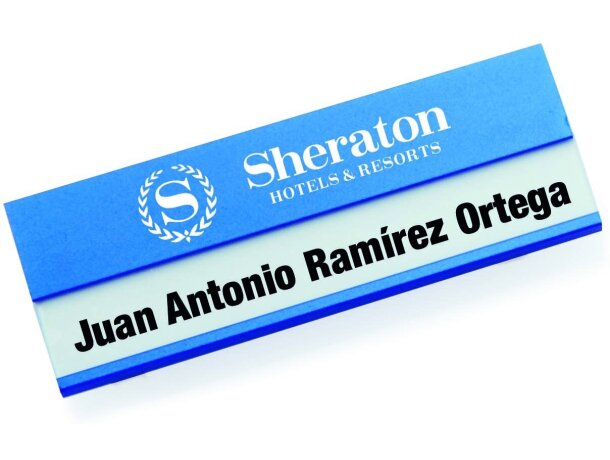 S
Sheraton
HOTELS & RESORTS
Juan Antonio Ramírez Ortega